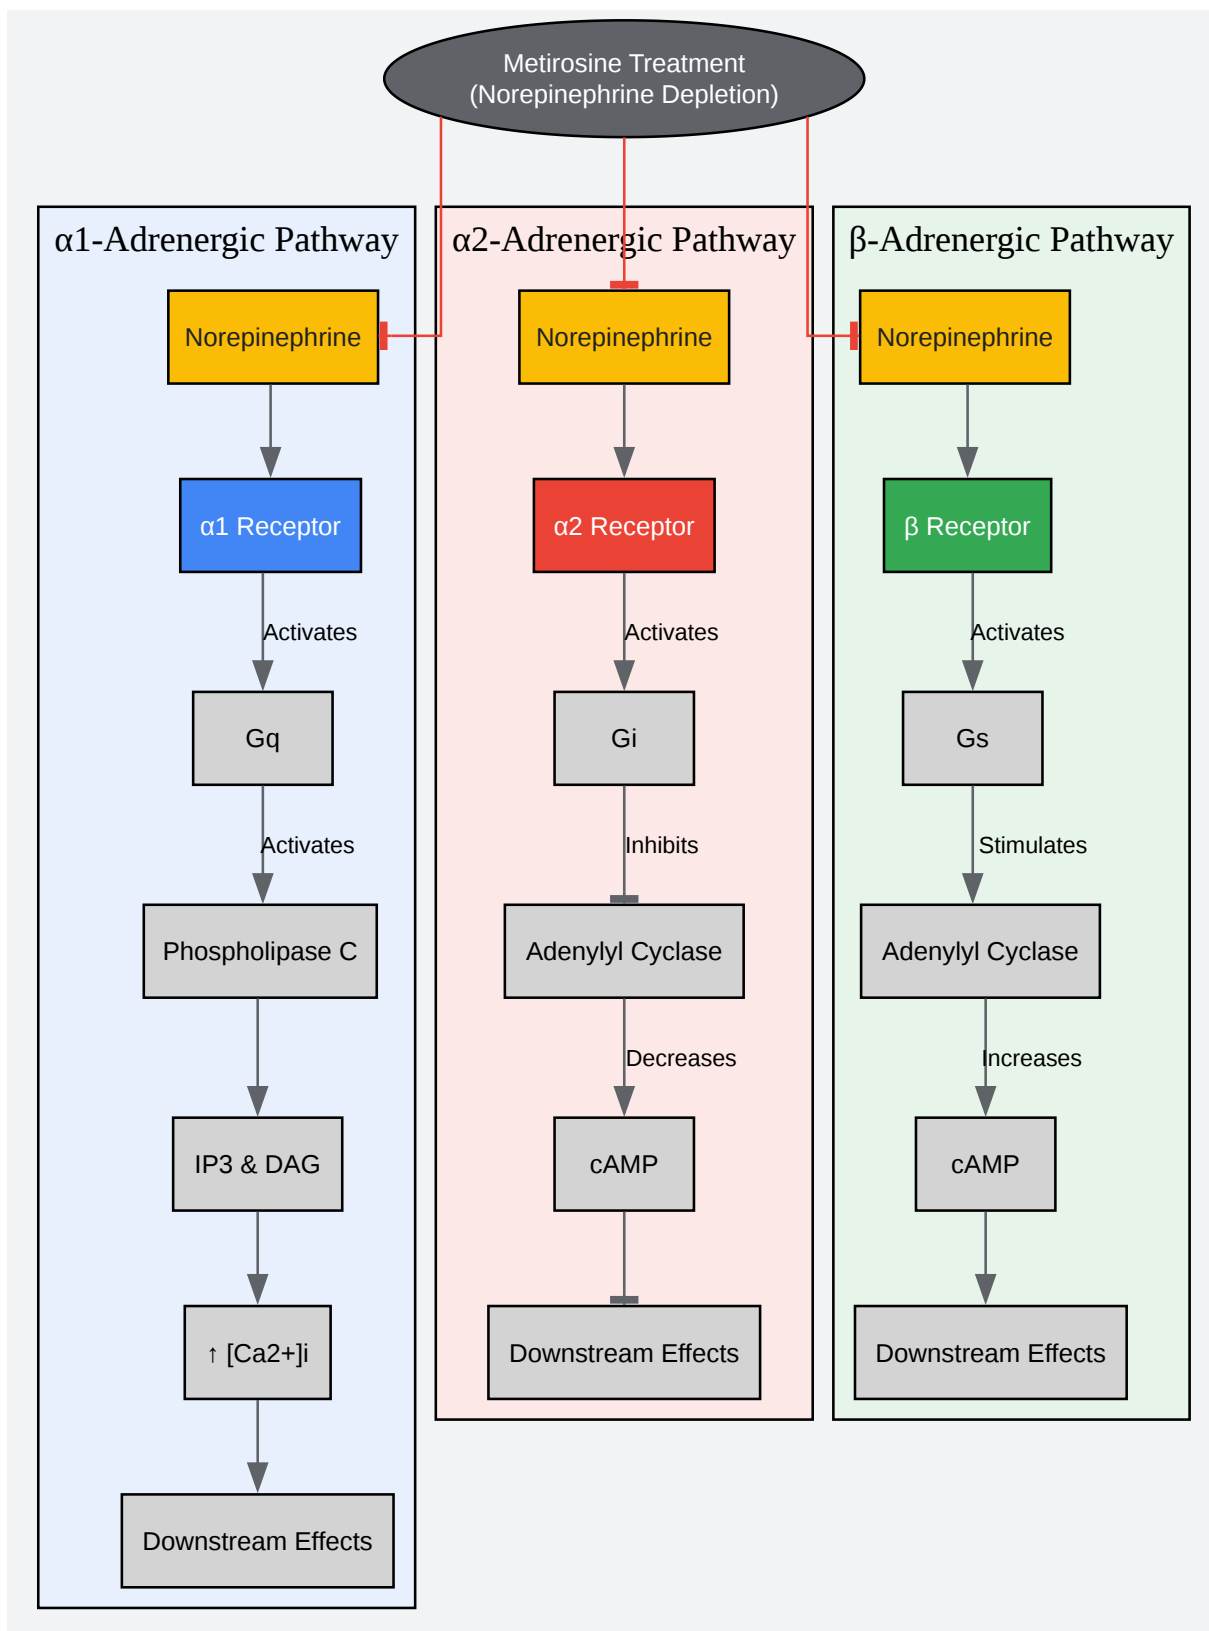 Metirosine Treatment
(Norepinephrine Depletion)
α1-Adrenergic Pathway
Norepinephrine
α1 Receptor
Activates
Gq
Activates
Phospholipase C
IP3 & DAG
↑ [Ca2+]i
Downstream Effects
α2-Adrenergic Pathway
Norepinephrine
α2 Receptor
Activates
Gi
Inhibits
Adenylyl Cyclase
Decreases
cAMP
Downstream Effects
β-Adrenergic Pathway
Norepinephrine
β Receptor
Activates
Gs
Stimulates
Adenylyl Cyclase
Increases
cAMP
Downstream Effects